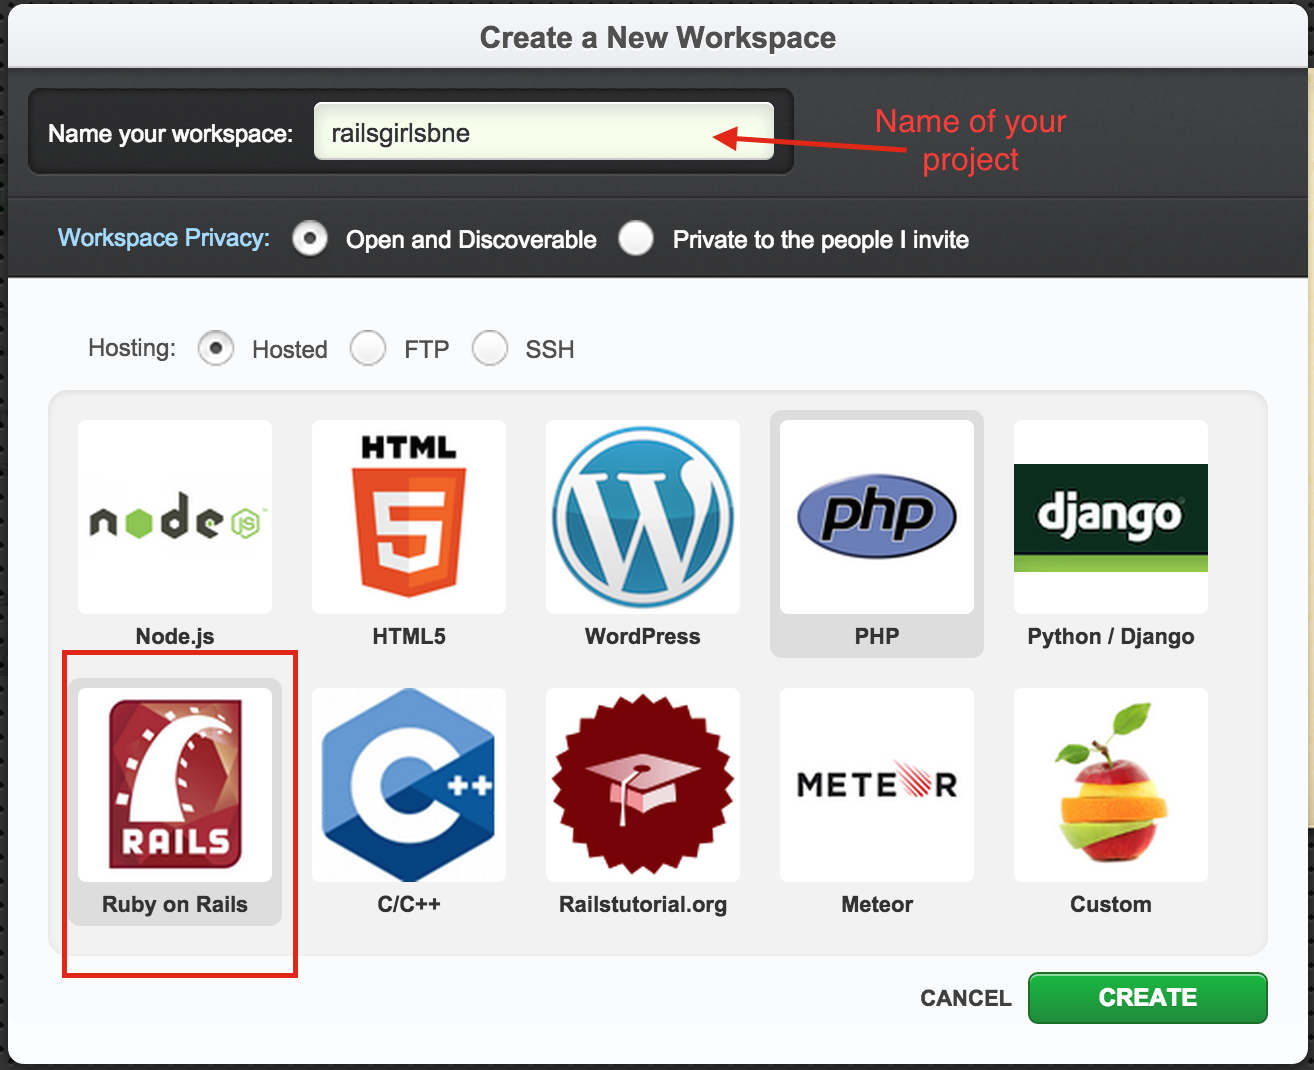 Create a New Workspace
Name your workspace:
railsgirlsbne
Name of your
project
Workspace Privacy:
Open and Discoverable
Private to the people I invite
Hosting:
Hosted
FTP
SSH
node JS
HTML
5
W
php
django
Node.js
HTML5
WordPress
PHP
Python / Django
RAILS
C++
METEOR
Ruby on Rails
C/C++
Railstutorial.org
Meteor
Custom
CANCEL
CREATE